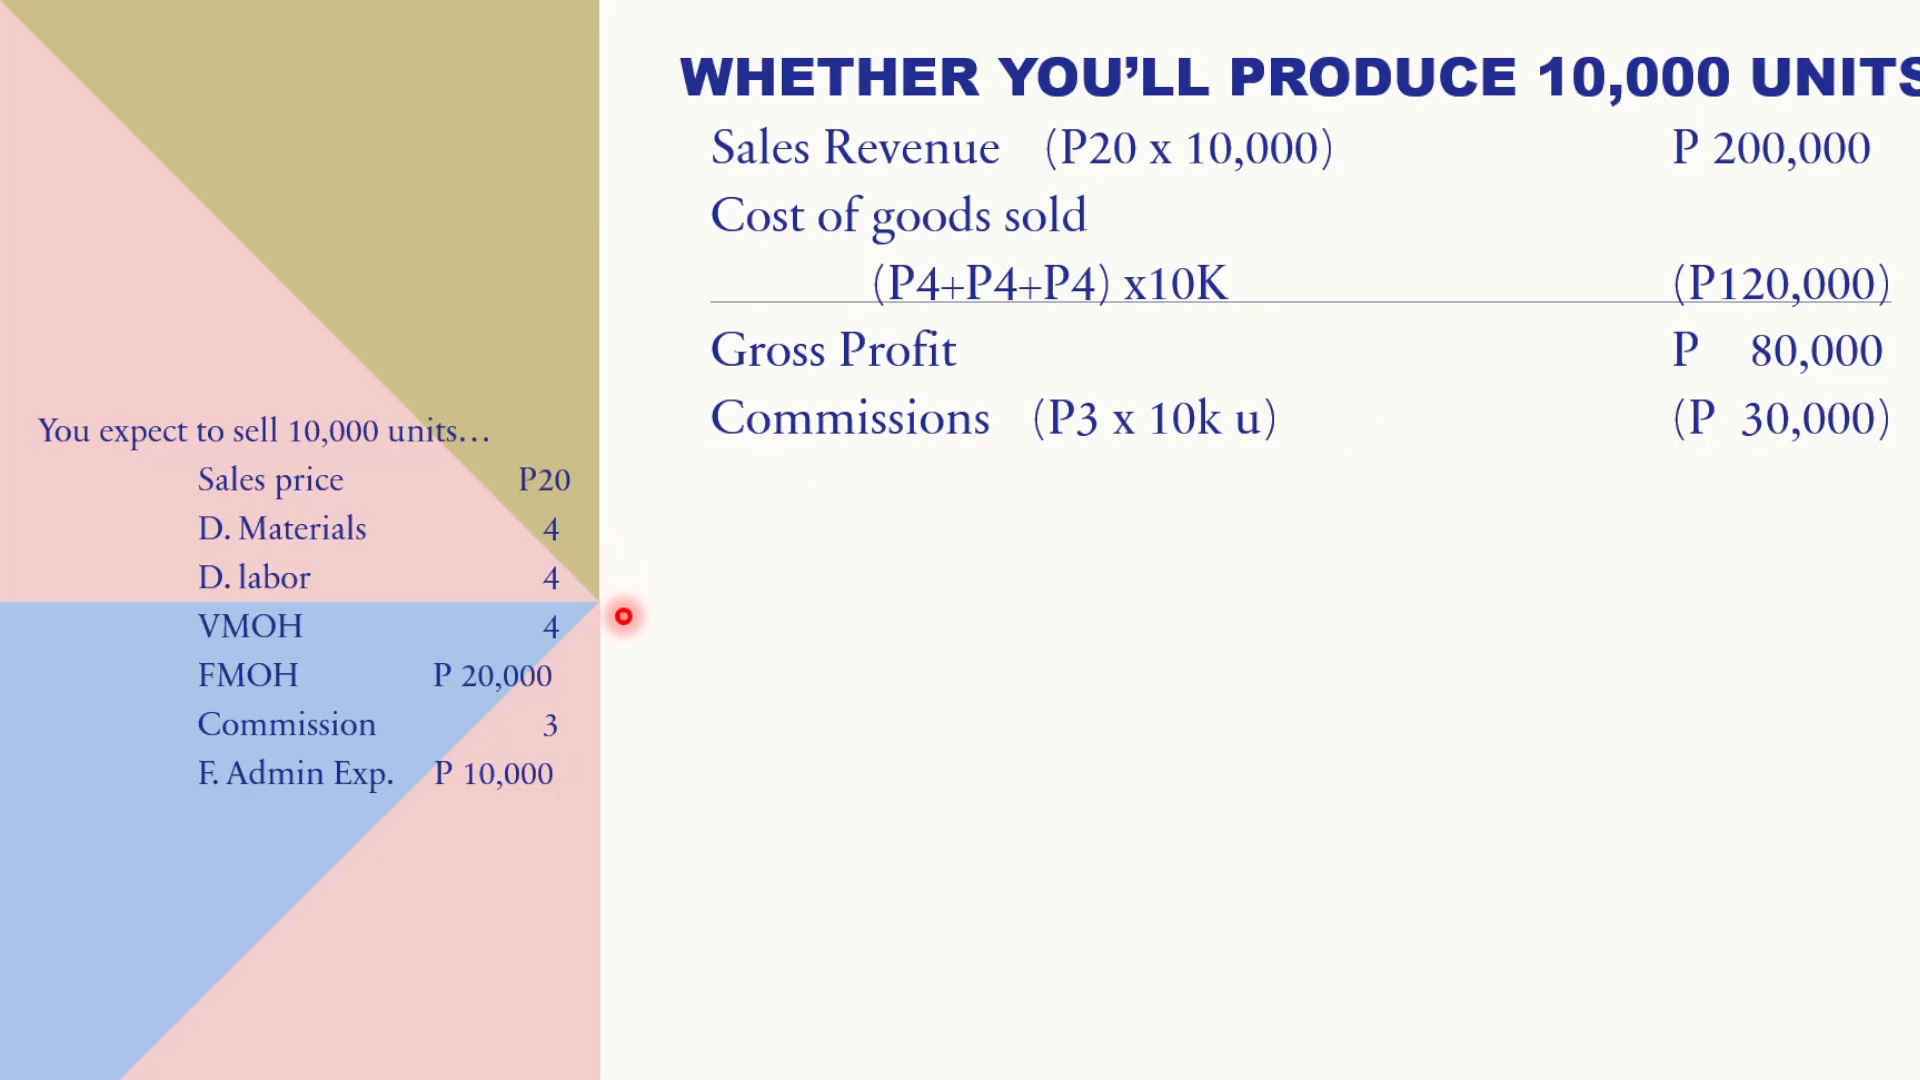 WHETHER YOU'LL PRODUCE 10,000 UNITS
Sales Revenue (P20 x 10,000) P 200,000
Cost of goods sold
(P4+P4+P4) x10K (P120,000)
Gross Profit P 80,000
Commissions (P3 x 10k u) (P 30,000)
You expect to sell 10,000 units…
Sales price P20
D. Materials 4
D. labor 4
VMOH 4
FMOH P 20,000
Commission 3
F. Admin Exp. P 10,000